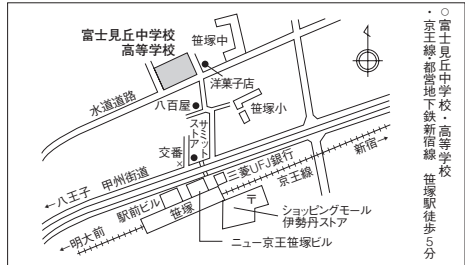 ○富士見丘中学校・高等学校
・京王線・都営地下鉄新宿線 笹塚駅徒歩5分
富士見丘中学校
高等学校
笹塚中
洋菓子店
水道道路
八百屋
笹塚小
サミット
ストア
交番
×
←八王子 甲州街道
三菱UFJ銀行
京王線
新宿→
駅前ビル
笹塚
〒
ショッピングモール
伊勢丹ストア
←明大前
ニュー京王笹塚ビル